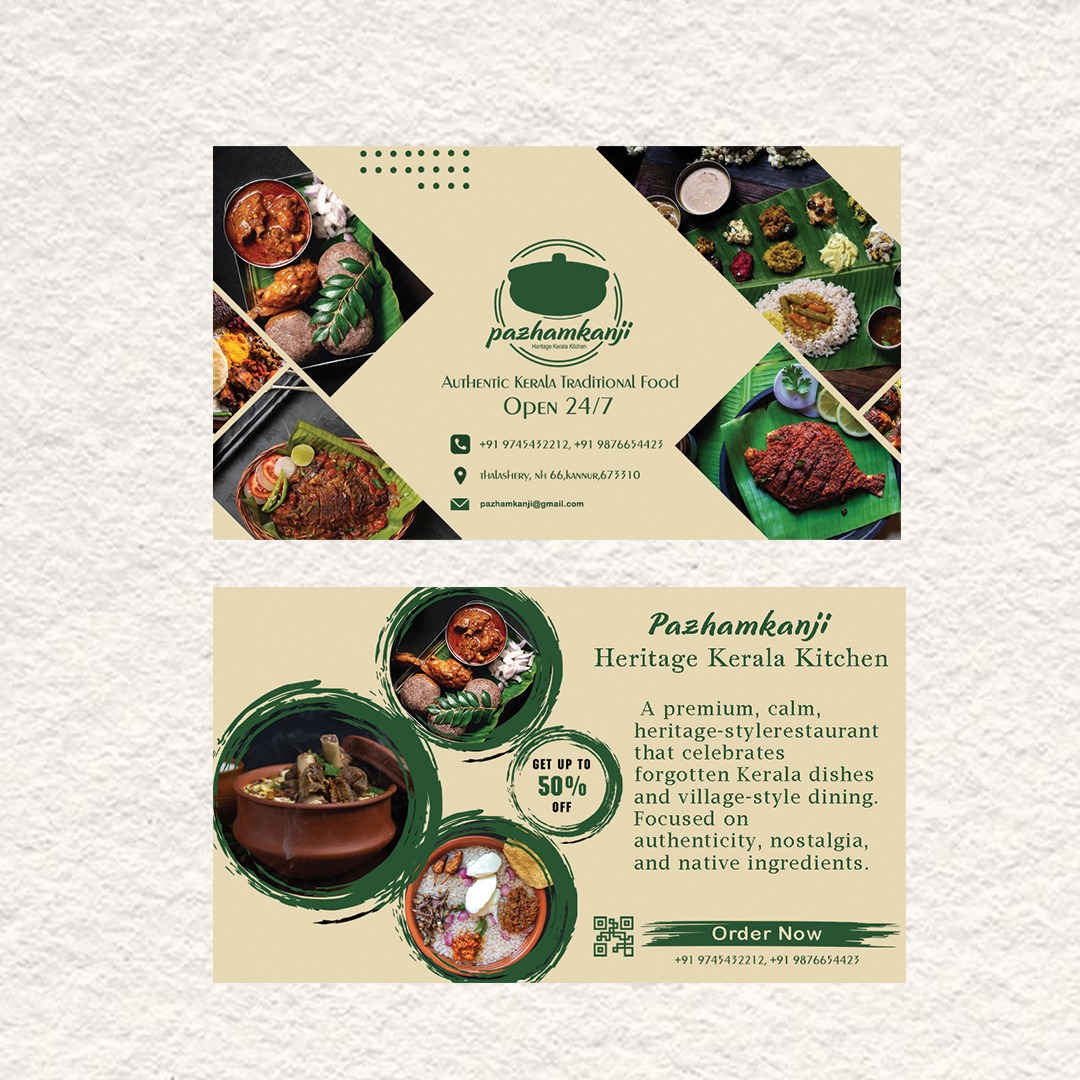 pazhamkanji
Heritage Kerala Kitchen
Authentic Kerala Traditional Food
Open 24/7
+91 9745432212, +91 9876654423
Thalashery, NH 66,kannur,673310
pazhamkanji@gmail.com
Pazhamkanji
Heritage Kerala Kitchen
A premium, calm,
heritage-stylerestaurant
that celebrates
forgotten Kerala dishes
and village-style dining.
Focused on
authenticity, nostalgia,
and native ingredients.
GET UP TO
50%
OFF
Order Now
+91 9745432212, +91 9876654423